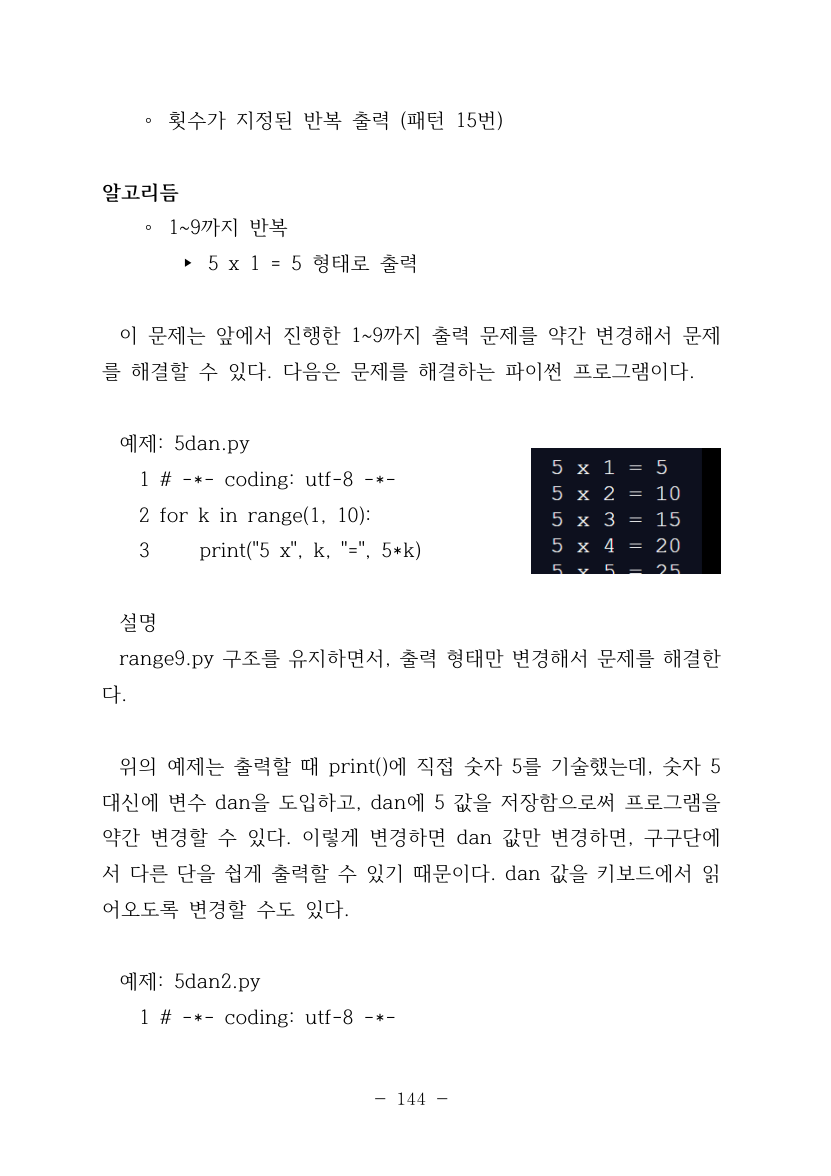 ◦ 횟수가 지정된 반복 출력 (패턴 15번)
알고리듬
◦ 1~9까지 반복
▸ 5 x 1 = 5 형태로 출력
이 문제는 앞에서 진행한 1~9까지 출력 문제를 약간 변경해서 문제
를 해결할 수 있다. 다음은 문제를 해결하는 파이썬 프로그램이다.
예제: 5dan.py
1 # -*- coding: utf-8 -*-
2 for k in range(1, 10):
3     print("5 x", k, "=", 5*k)
5 x 1 = 5
5 x 2 = 10
5 x 3 = 15
5 x 4 = 20
5 x 5 = 25
설명
range9.py 구조를 유지하면서, 출력 형태만 변경해서 문제를 해결한
다.
위의 예제는 출력할 때 print()에 직접 숫자 5를 기술했는데, 숫자 5
대신에 변수 dan을 도입하고, dan에 5 값을 저장함으로써 프로그램을
약간 변경할 수 있다. 이렇게 변경하면 dan 값만 변경하면, 구구단에
서 다른 단을 쉽게 출력할 수 있기 때문이다. dan 값을 키보드에서 읽
어오도록 변경할 수도 있다.
예제: 5dan2.py
1 # -*- coding: utf-8 -*-
- 144 -